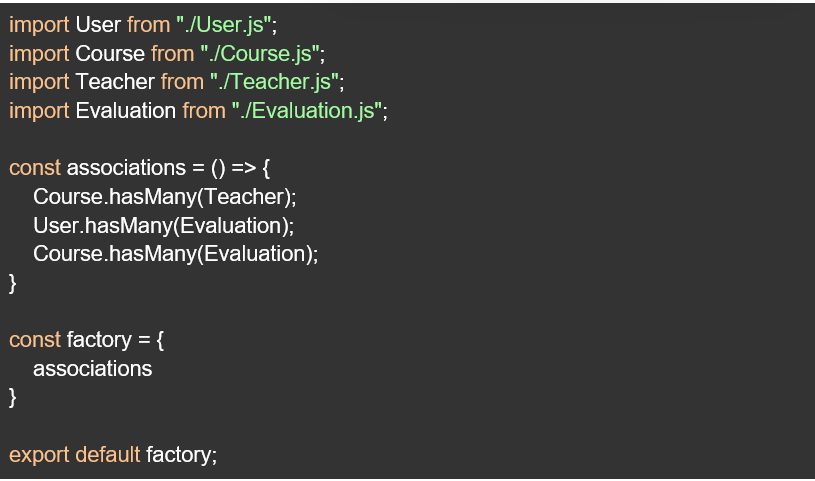 import User from "./User.js";
import Course from "./Course.js";
import Teacher from "./Teacher.js";
import Evaluation from "./Evaluation.js";
const associations = () => {
Course.hasMany(Teacher);
User.hasMany(Evaluation);
Course.hasMany(Evaluation);
}
const factory = {
associations
}
export default factory;